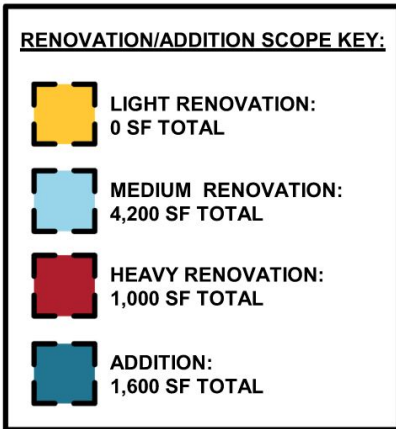 RENOVATION/ADDITION SCOPE KEY:
LIGHT RENOVATION:
0 SF TOTAL
MEDIUM RENOVATION:
4,200 SF TOTAL
HEAVY RENOVATION:
1,000 SF TOTAL
ADDITION:
1,600 SF TOTAL